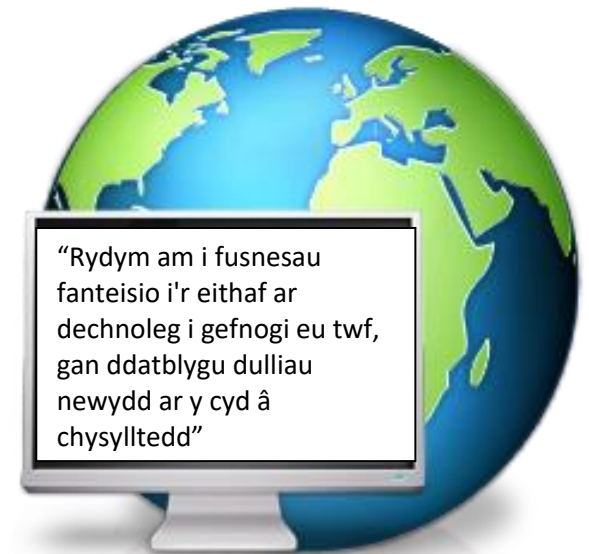 “Rydym am i fusnesau
fanteisio i'r eithaf ar
dechnoleg i gefnogi eu twf,
gan ddatblygu dulliau
newydd ar y cyd â
chysylltedd”